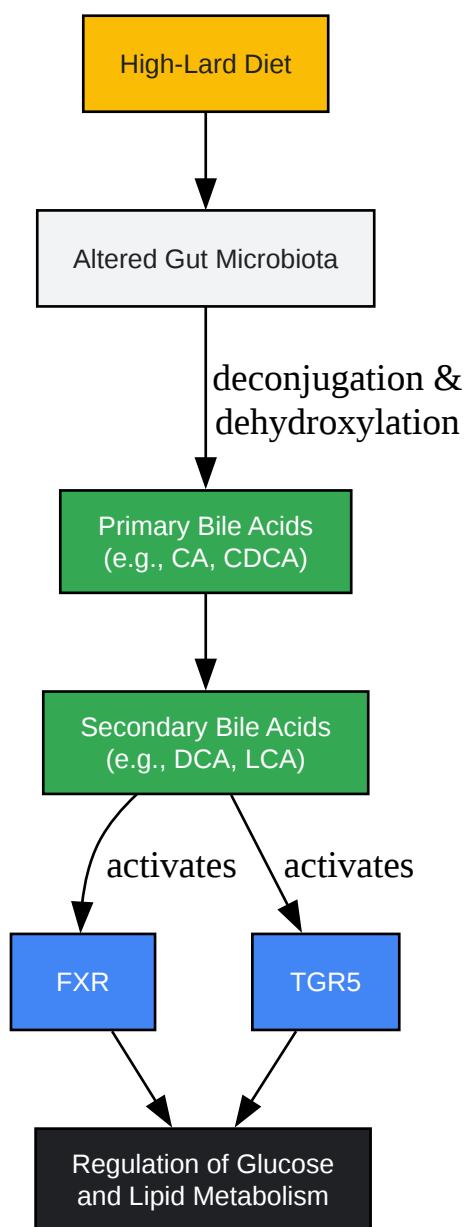 High-Lard Diet
Altered Gut Microbiota
deconjugation &
dehydroxylation
Primary Bile Acids
(e.g., CA, CDCA)
Secondary Bile Acids
(e.g., DCA, LCA)
activates
activates
FXR
TGR5
Regulation of Glucose
and Lipid Metabolism